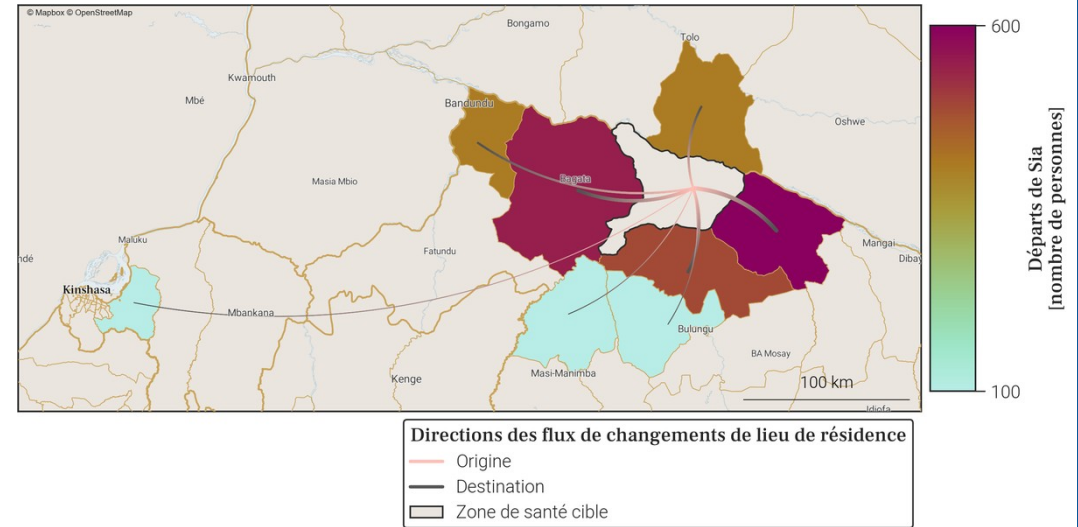 © Mapbox © OpenStreetMap
Bongamo
Tolo
Kwamouth
Mbé
Bandundu
Oshwe
Masia Mbio
Bagata
Maluku
Fatundu
Mangai
ndé
Dibay
Kinshasa
Mbankana
Bulungu
BA Mosay
Kenge
Masi-Manimba
100 km
Idiofa
600
100
Départs de Sia
[nombre de personnes]
Directions des flux de changements de lieu de résidence
Origine
Destination
Zone de santé cible